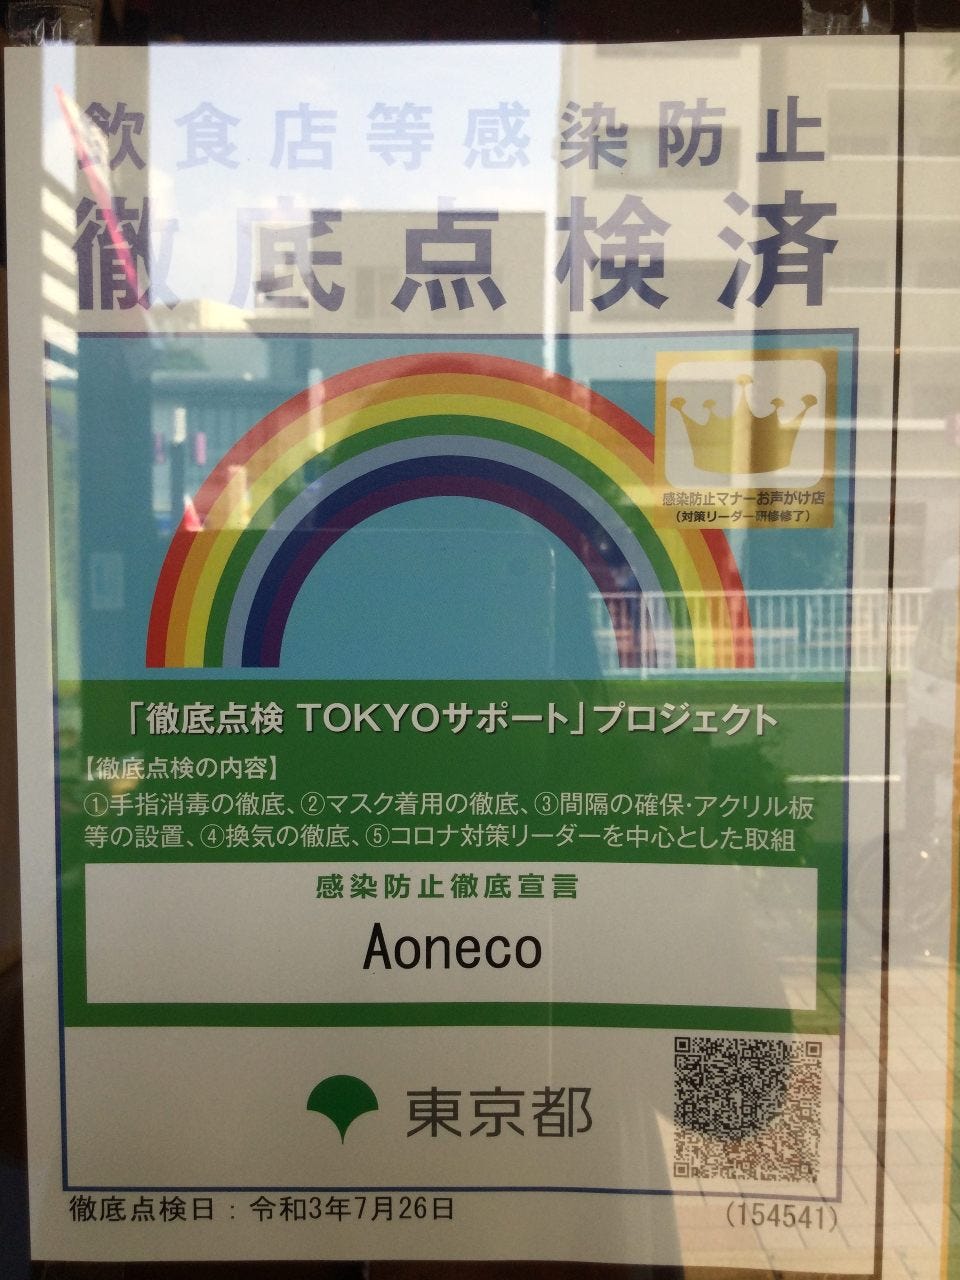 飲食店等感染防止
徹底点検済
感染防止マナーお声がけ店
(対策リーダー研修修了)
「徹底点検 TOKYOサポート」プロジェクト
【徹底点検の内容】
①手指消毒の徹底、②マスク着用の徹底、③間隔の確保・アクリル板
等の設置、④換気の徹底、⑤コロナ対策リーダーを中心とした取組
感染防止徹底宣言
Aoneco
東京都
徹底点検日：令和3年7月26日
(154541)